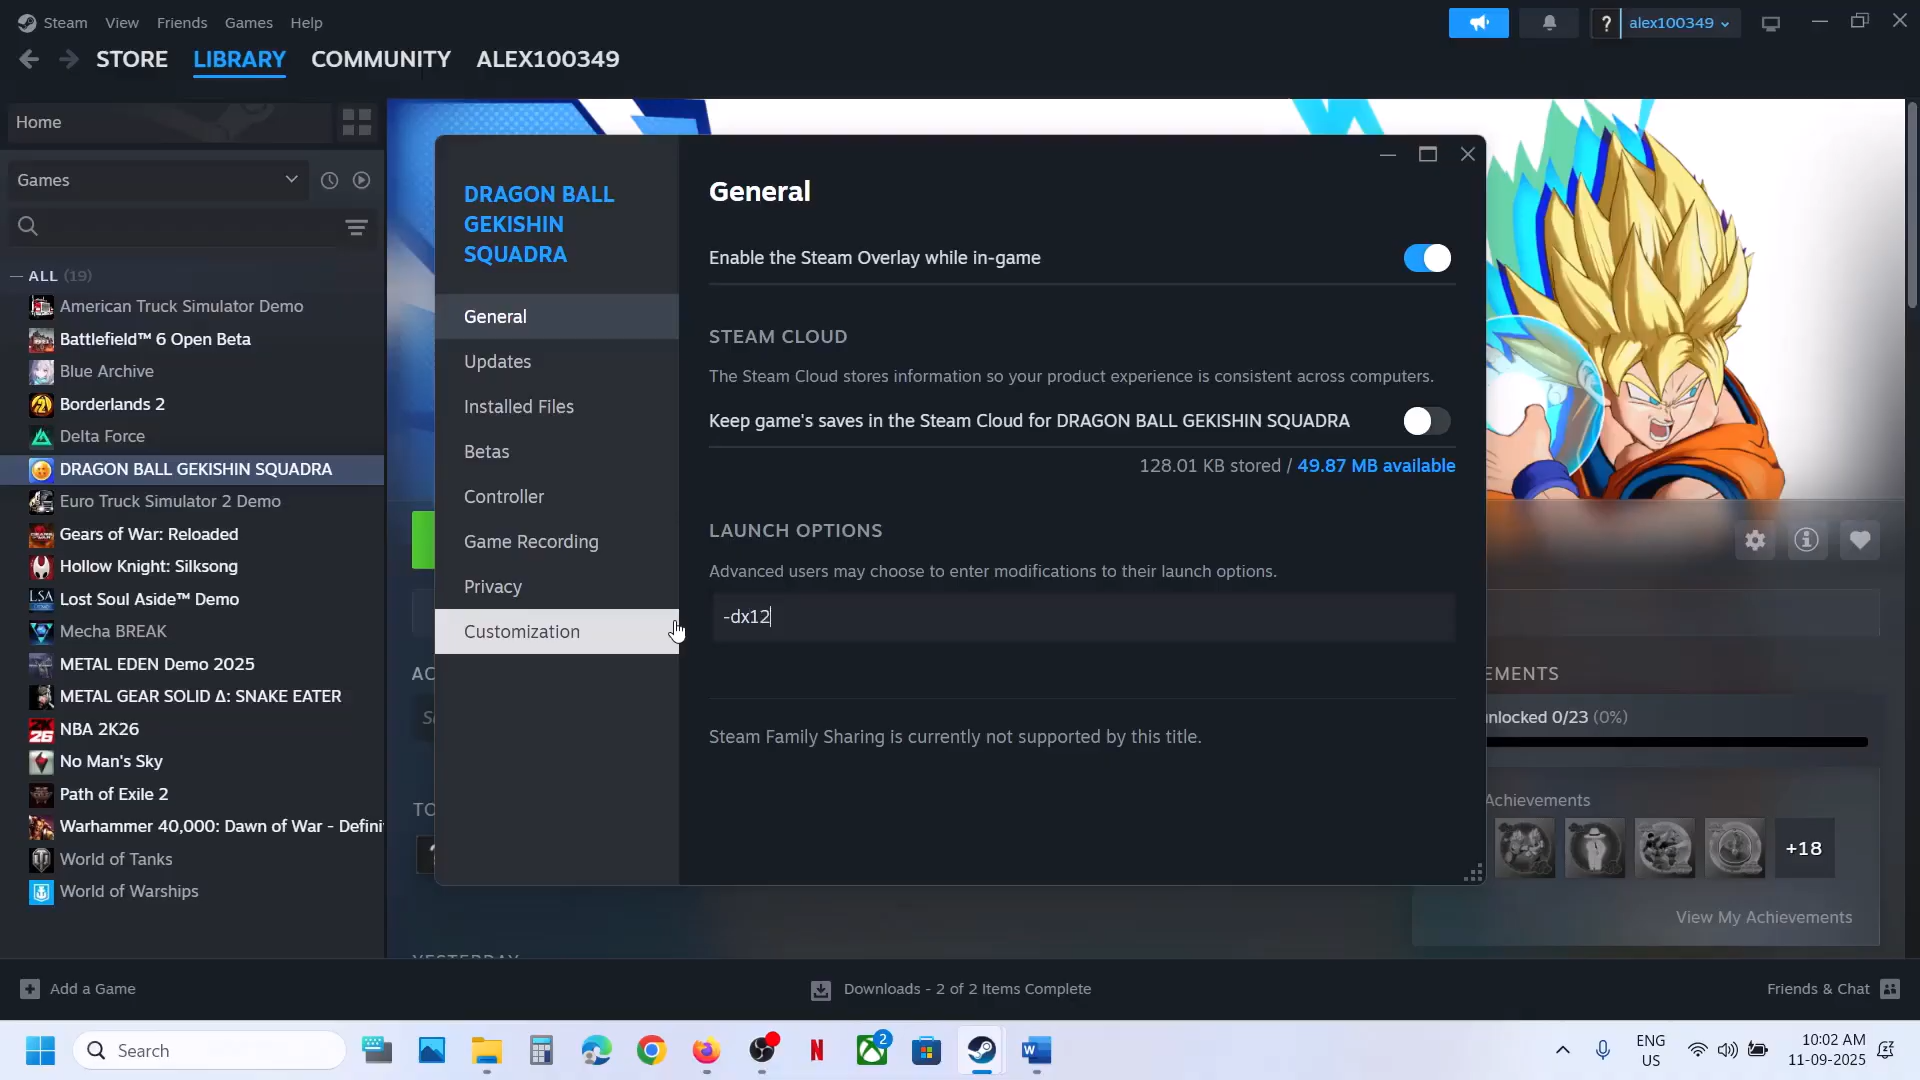 Steam View Friends Games Help
? alex100349
STORE LIBRARY COMMUNITY ALEX100349
Home
Games
— ALL (19)
American Truck Simulator Demo
Battlefield™ 6 Open Beta
Blue Archive
Borderlands 2
Delta Force
DRAGON BALL GEKISHIN SQUADRA
Euro Truck Simulator 2 Demo
Gears of War: Reloaded
Hollow Knight: Silksong
Lost Soul Aside™ Demo
Mecha BREAK
METAL EDEN Demo 2025
METAL GEAR SOLID Δ: SNAKE EATER
NBA 2K26
No Man's Sky
Path of Exile 2
Warhammer 40,000: Dawn of War - Defini
World of Tanks
World of Warships
DRAGON BALL
GEKISHIN
SQUADRA
General
Updates
Installed Files
Betas
Controller
Game Recording
Privacy
Customization
General
Enable the Steam Overlay while in-game
STEAM CLOUD
The Steam Cloud stores information so your product experience is consistent across computers.
Keep game's saves in the Steam Cloud for DRAGON BALL GEKISHIN SQUADRA
128.01 KB stored / 49.87 MB available
LAUNCH OPTIONS
Advanced users may choose to enter modifications to their launch options.
-dx12
Steam Family Sharing is currently not supported by this title.
EMENTS
nlocked 0/23 (0%)
Achievements
+18
View My Achievements
Add a Game
Downloads - 2 of 2 Items Complete
Friends & Chat
Search
2
ENG
US
10:02 AM
11-09-2025